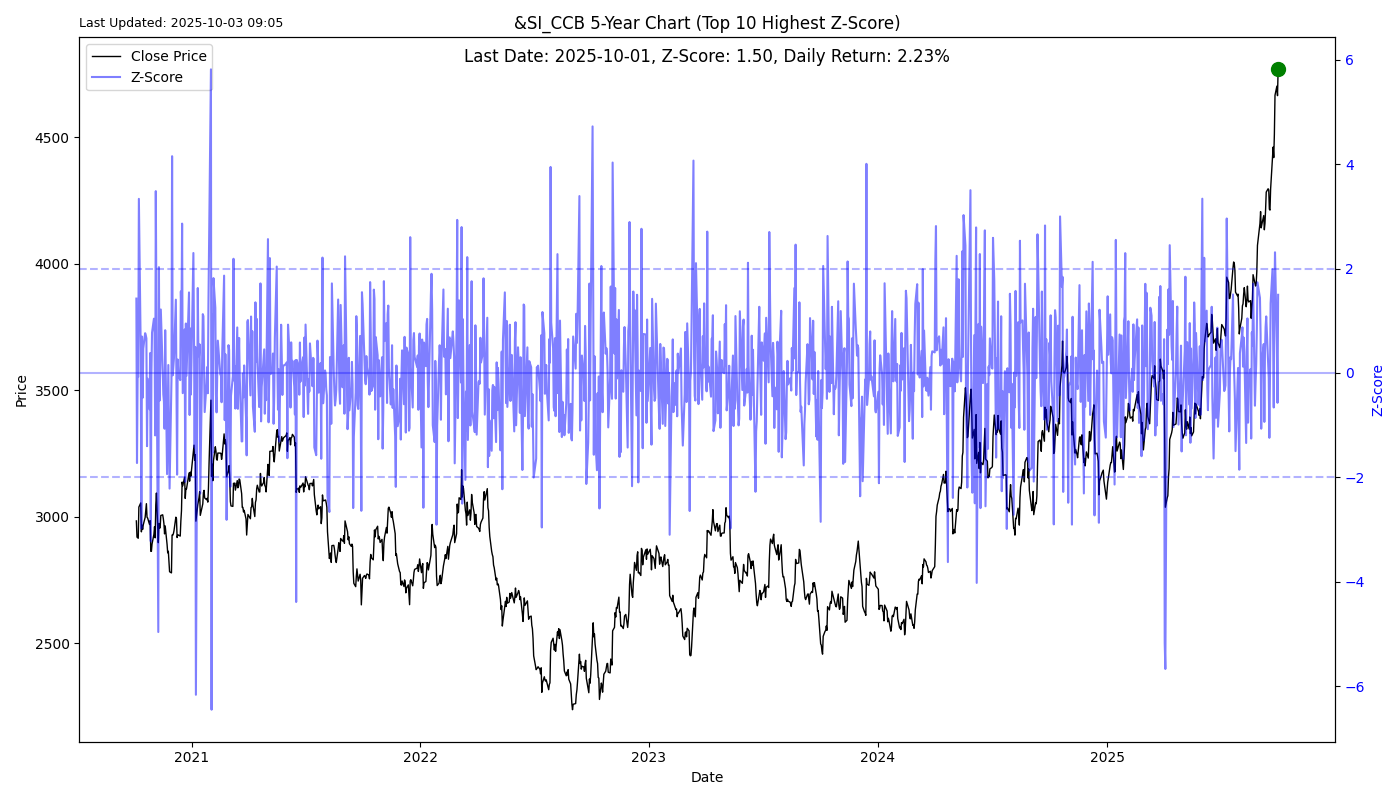 Last Updated: 2025-10-03 09:05
&SI_CCB 5-Year Chart (Top 10 Highest Z-Score)
Last Date: 2025-10-01, Z-Score: 1.50, Daily Return: 2.23%
Close Price
Z-Score
Price
4500
4000
3500
3000
2500
6
4
2
0
−2
−4
−6
Z-Score
2021
2022
2023
2024
2025
Date